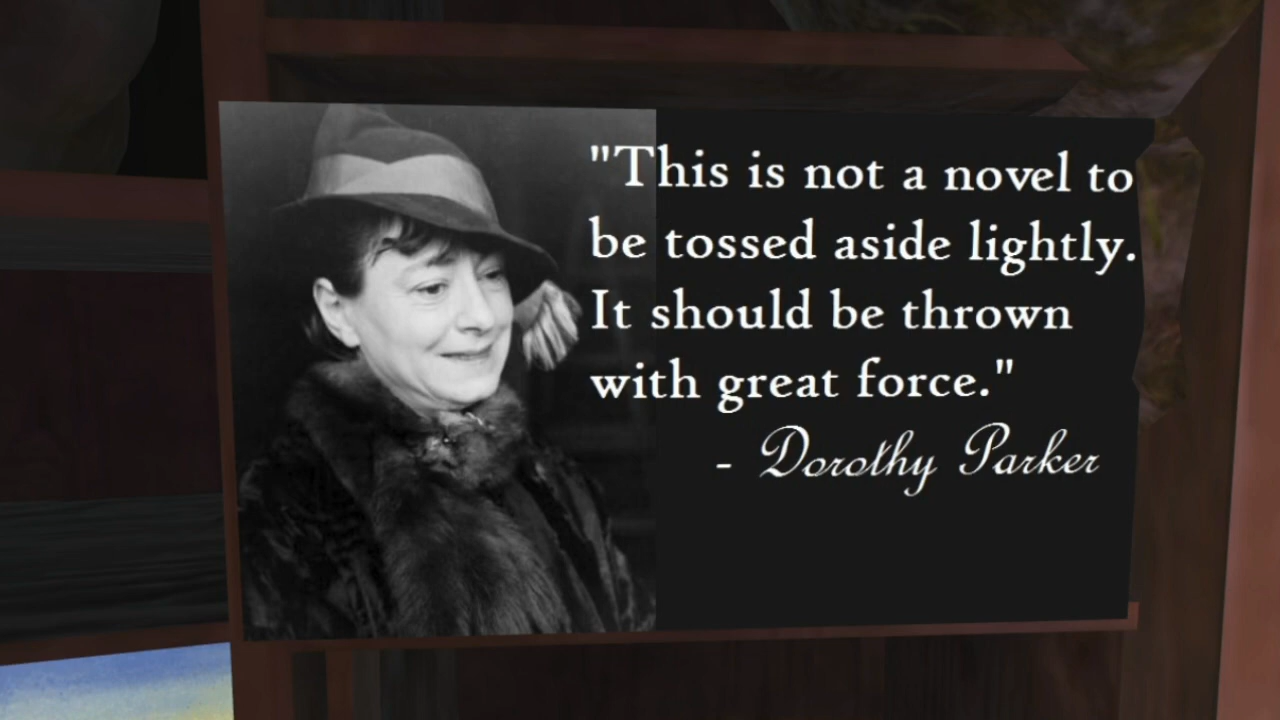 "This is not a novel to
be tossed aside lightly.
It should be thrown
with great force."
- Dorothy Parker